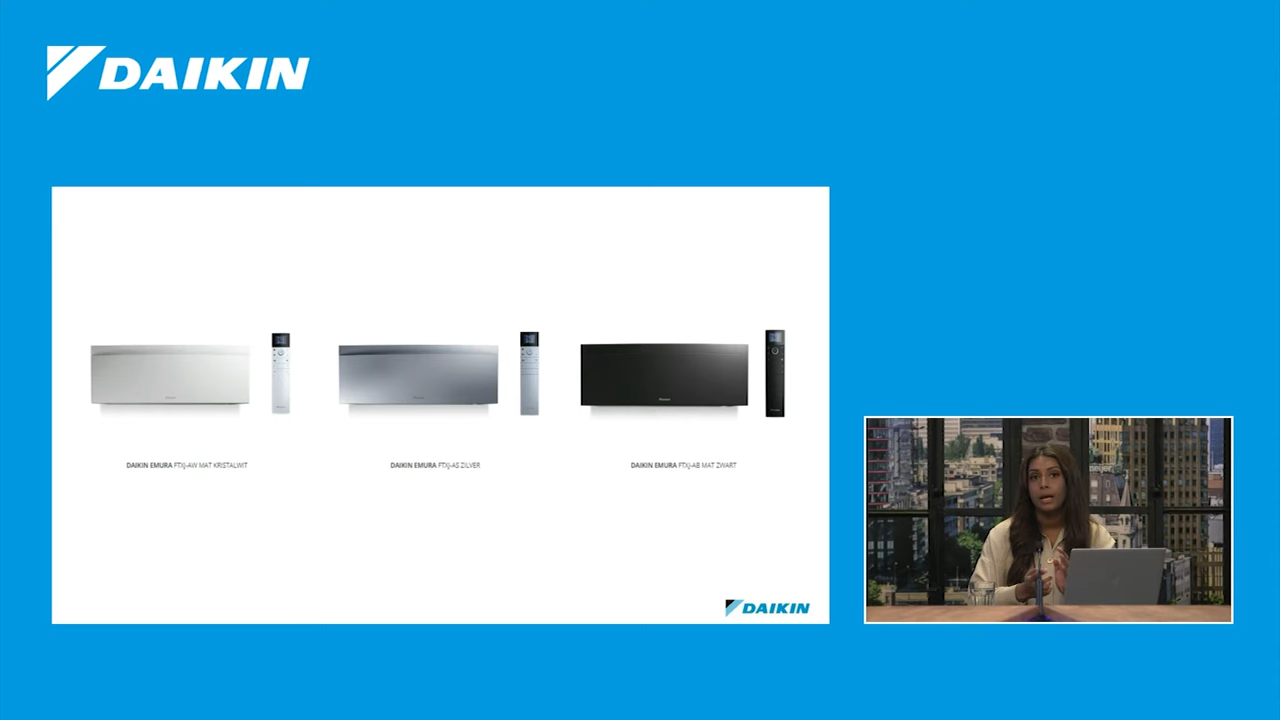 DAIKIN
DAIKIN EMURA FTXJ-AW MAT KRISTALWIT
DAIKIN EMURA FTXJ-AS ZILVER
DAIKIN EMURA FTXJ-AB MAT ZWART
DAIKIN